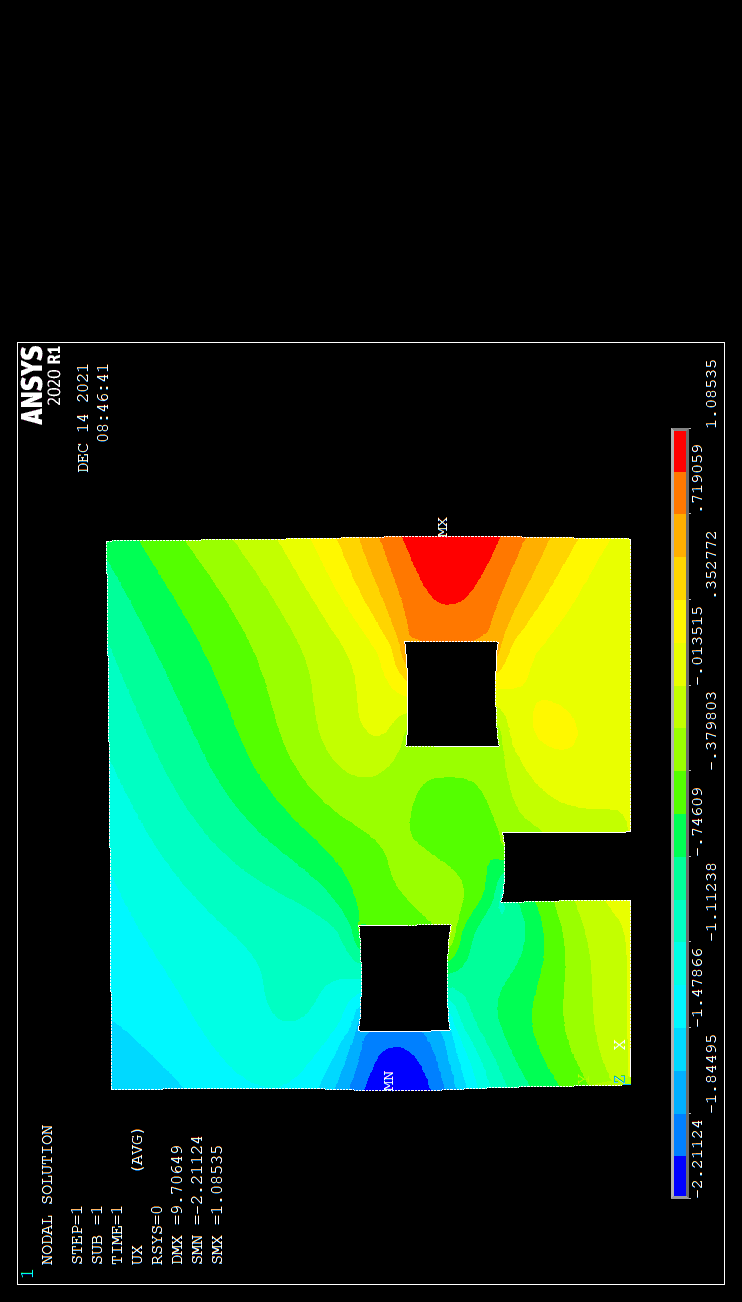 1
NODAL SOLUTION
STEP=1
SUB =1
TIME=1
UX (AVG)
RSYS=0
DMX =9.70649
SMN =-2.21124
SMX =1.08535
ANSYS
2020 R1
DEC 14 2021
08:46:41
MN
MX
Z X
-2.21124 -1.84495 -1.47866 -1.11238 -.74609 -.379803 -.013515 .352772 .719059 1.08535